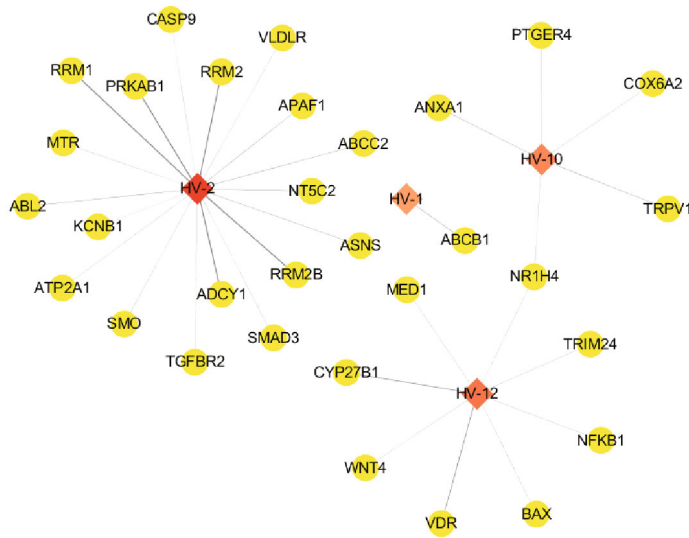 CASP9
VLDLR
RRM1
PRKAB1
RRM2
APAF1
MTR
ABCC2
HV-2
NT5C2
ABL2
KCNB1
ASNS
ATP2A1
ADCY1
RRM2B
SMO
SMAD3
TGFBR2
PTGER4
COX6A2
ANXA1
HV-10
HV-1
TRPV1
ABCB1
MED1
NR1H4
TRIM24
CYP27B1
HV-12
NFKB1
WNT4
VDR
BAX